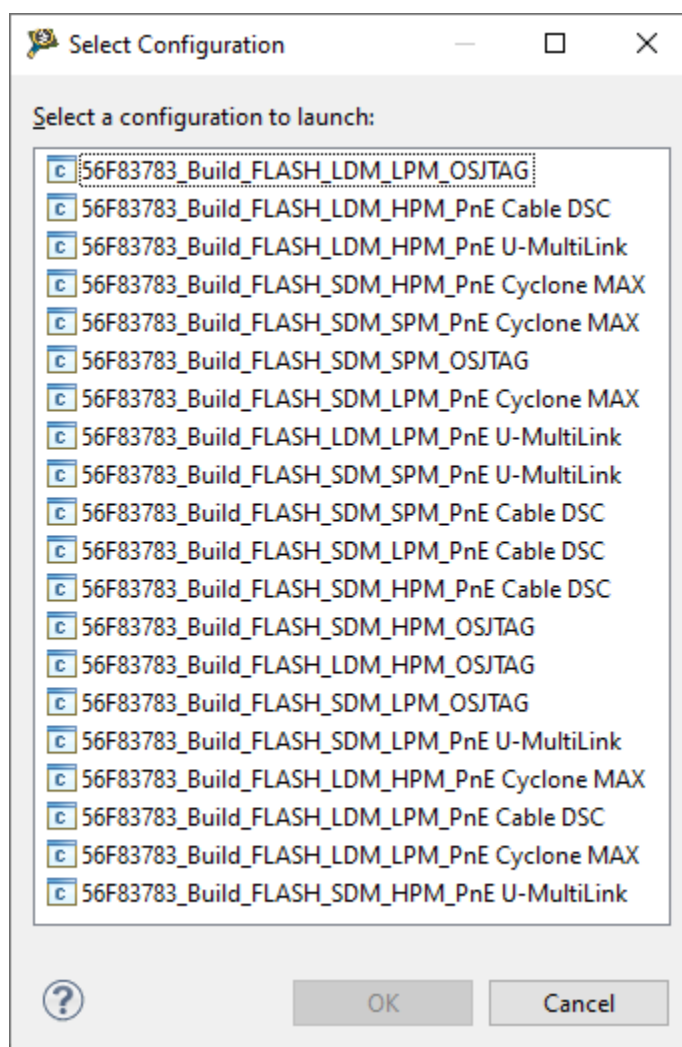 Select Configuration
Select a configuration to launch:
56F83783_Build_FLASH_LDM_LPM_OSJTAG
56F83783_Build_FLASH_LDM_HPM_PnE Cable DSC
56F83783_Build_FLASH_LDM_HPM_PnE U-MultiLink
56F83783_Build_FLASH_SDM_HPM_PnE Cyclone MAX
56F83783_Build_FLASH_SDM_SPM_PnE Cyclone MAX
56F83783_Build_FLASH_SDM_SPM_OSJTAG
56F83783_Build_FLASH_SDM_LPM_PnE Cyclone MAX
56F83783_Build_FLASH_LDM_LPM_PnE U-MultiLink
56F83783_Build_FLASH_SDM_SPM_PnE U-MultiLink
56F83783_Build_FLASH_SDM_SPM_PnE Cable DSC
56F83783_Build_FLASH_SDM_LPM_PnE Cable DSC
56F83783_Build_FLASH_SDM_HPM_PnE Cable DSC
56F83783_Build_FLASH_SDM_HPM_OSJTAG
56F83783_Build_FLASH_LDM_HPM_OSJTAG
56F83783_Build_FLASH_SDM_LPM_OSJTAG
56F83783_Build_FLASH_SDM_LPM_PnE U-MultiLink
56F83783_Build_FLASH_LDM_HPM_PnE Cyclone MAX
56F83783_Build_FLASH_LDM_LPM_PnE Cable DSC
56F83783_Build_FLASH_LDM_LPM_PnE Cyclone MAX
56F83783_Build_FLASH_SDM_HPM_PnE U-MultiLink
OK Cancel